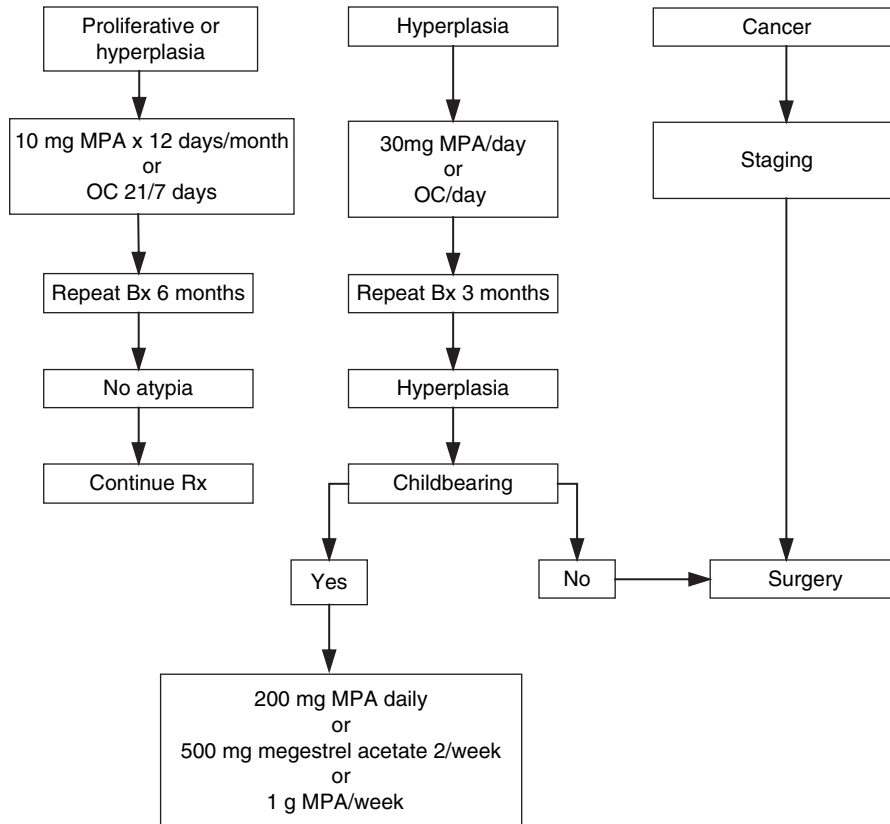 Proliferative or
hyperplasia
10 mg MPA x 12 days/month
or
OC 21/7 days
Repeat Bx 6 months
No atypia
Continue Rx
Hyperplasia
30mg MPA/day
or
OC/day
Repeat Bx 3 months
Hyperplasia
Childbearing
Yes
No
200 mg MPA daily
or
500 mg megestrel acetate 2/week
or
1 g MPA/week
Cancer
Staging
Surgery